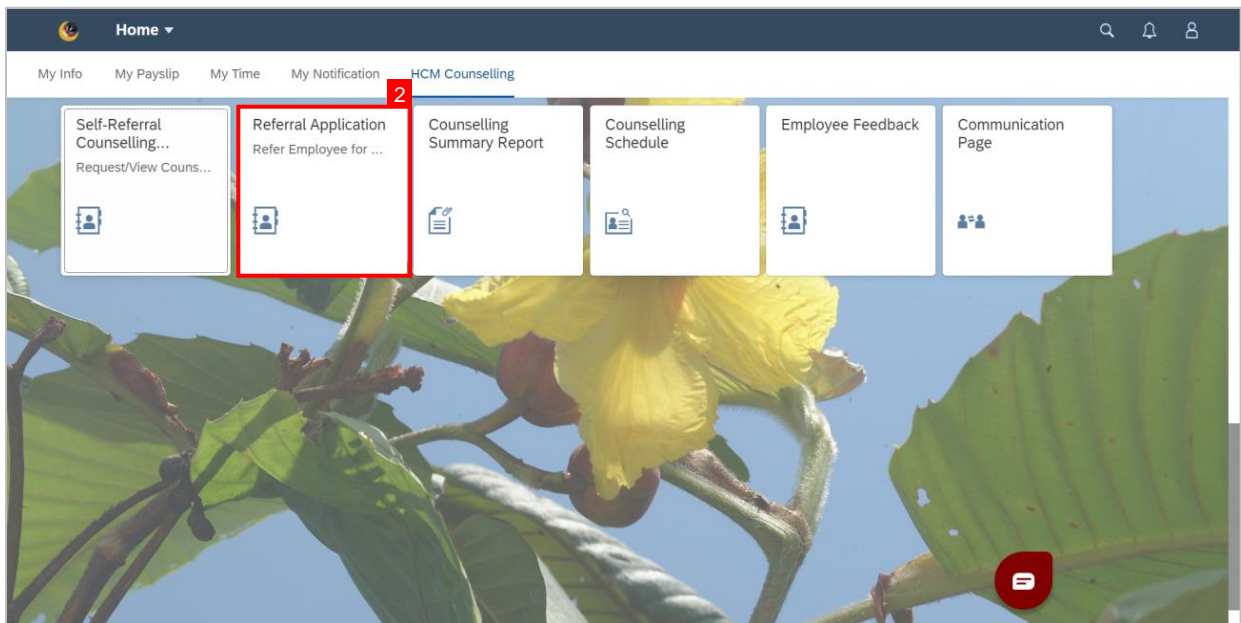 Home
My Info My Payslip My Time My Notification HCM Counselling
2
Self-Referral
Counselling...
Request/View Couns...
Referral Application
Refer Employee for ...
Counselling
Summary Report
Counselling
Schedule
Employee Feedback
Communication
Page